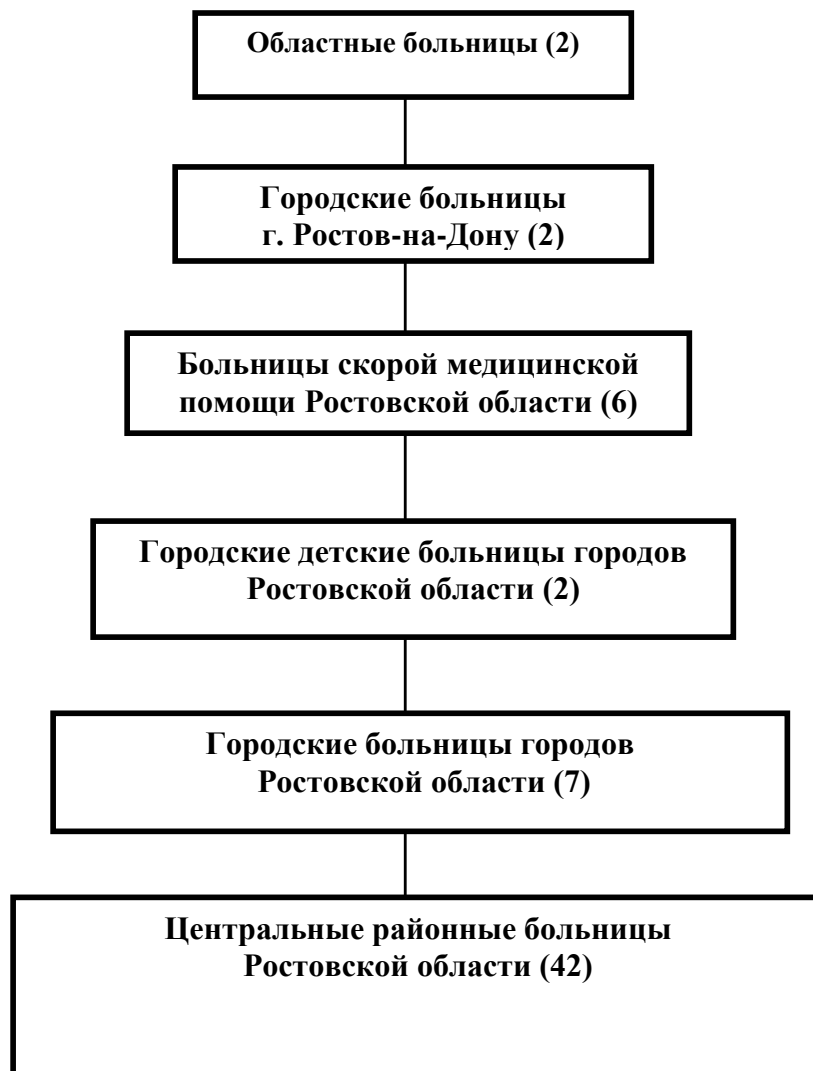 Областные больницы (2)
Городские больницы
г. Ростов-на-Дону (2)
Больницы скорой медицинской
помощи Ростовской области (6)
Городские детские больницы городов
Ростовской области (2)
Городские больницы городов
Ростовской области (7)
Центральные районные больницы
Ростовской области (42)